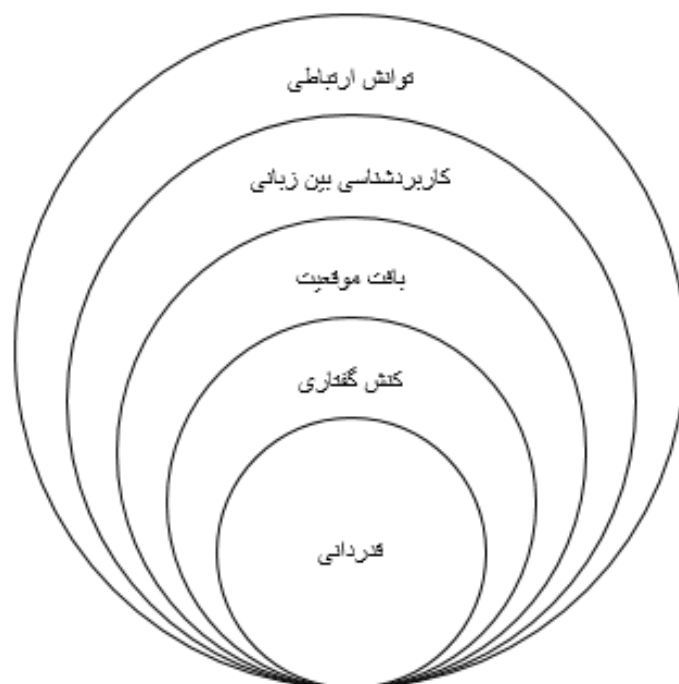 توانش ارتباطی
کاربردشناسی بین زبانی
بافت موقعیت
کنش گفتاری
قدردانی